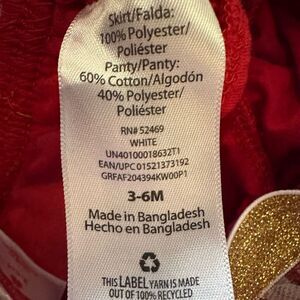 Skirt/Falda:
100% Polyester/
Poliéster
Panty/Panty:
60% Cotton/Algodón
40% Polyester/
Poliéster
RN# 52469
WHITE
UN40100018632T1
EAN/UPC 01521373192
GRFAF204394KW00P1
3-6M
Made in Bangladesh
Hecho en Bangladesh
THIS LABEL YARN IS MADE
OUT OF 100% RECYCLED